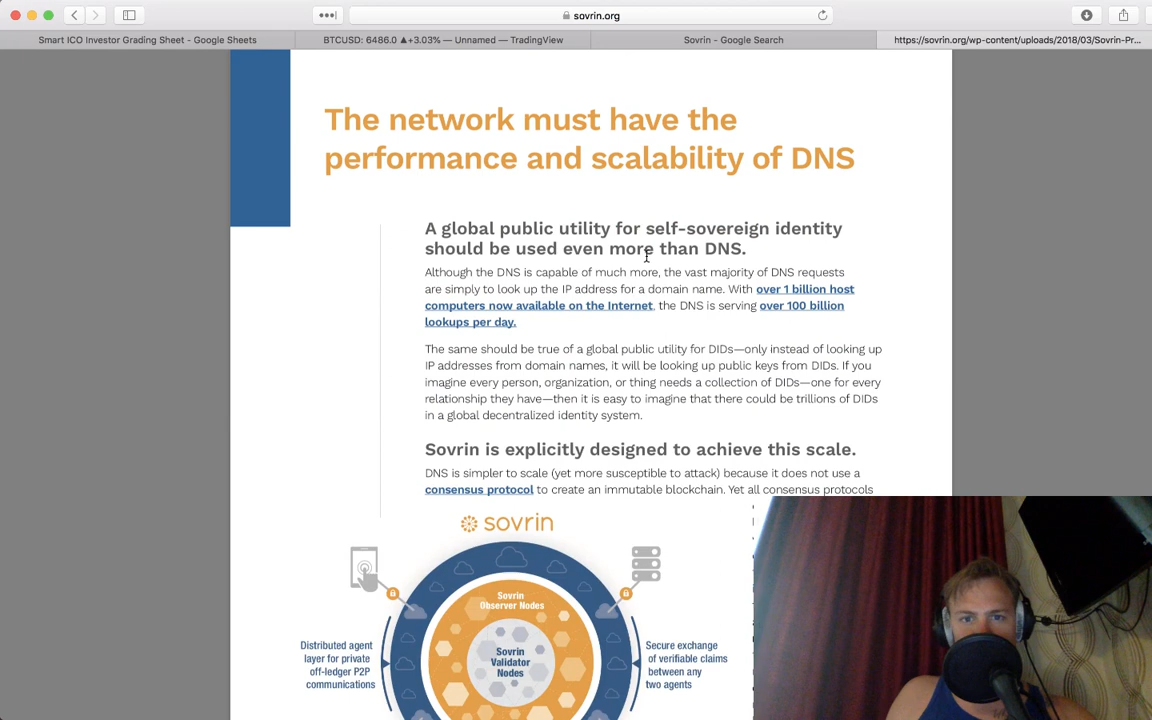 sovrin.org
Smart ICO Investor Grading Sheet - Google Sheets
BTCUSD: 6486.0 ▲+3.03% — Unnamed — TradingView
Sovrin - Google Search
https://sovrin.org/wp-content/uploads/2018/03/Sovrin-Pr...
The network must have the
performance and scalability of DNS
A global public utility for self-sovereign identity
should be used even more than DNS.
Although the DNS is capable of much more, the vast majority of DNS requests
are simply to look up the IP address for a domain name. With over 1 billion host
computers now available on the Internet, the DNS is serving over 100 billion
lookups per day.
The same should be true of a global public utility for DIDs—only instead of looking up
IP addresses from domain names, it will be looking up public keys from DIDs. If you
imagine every person, organization, or thing needs a collection of DIDs—one for every
relationship they have—then it is easy to imagine that there could be trillions of DIDs
in a global decentralized identity system.
Sovrin is explicitly designed to achieve this scale.
DNS is simpler to scale (yet more susceptible to attack) because it does not use a
consensus protocol to create an immutable blockchain. Yet all consensus protocols
sovrin
Sovrin
Observer Nodes
Sovrin
Validator
Nodes
Distributed agent
layer for private
off-ledger P2P
communications
Secure exchange
of verifiable claims
between any
two agents